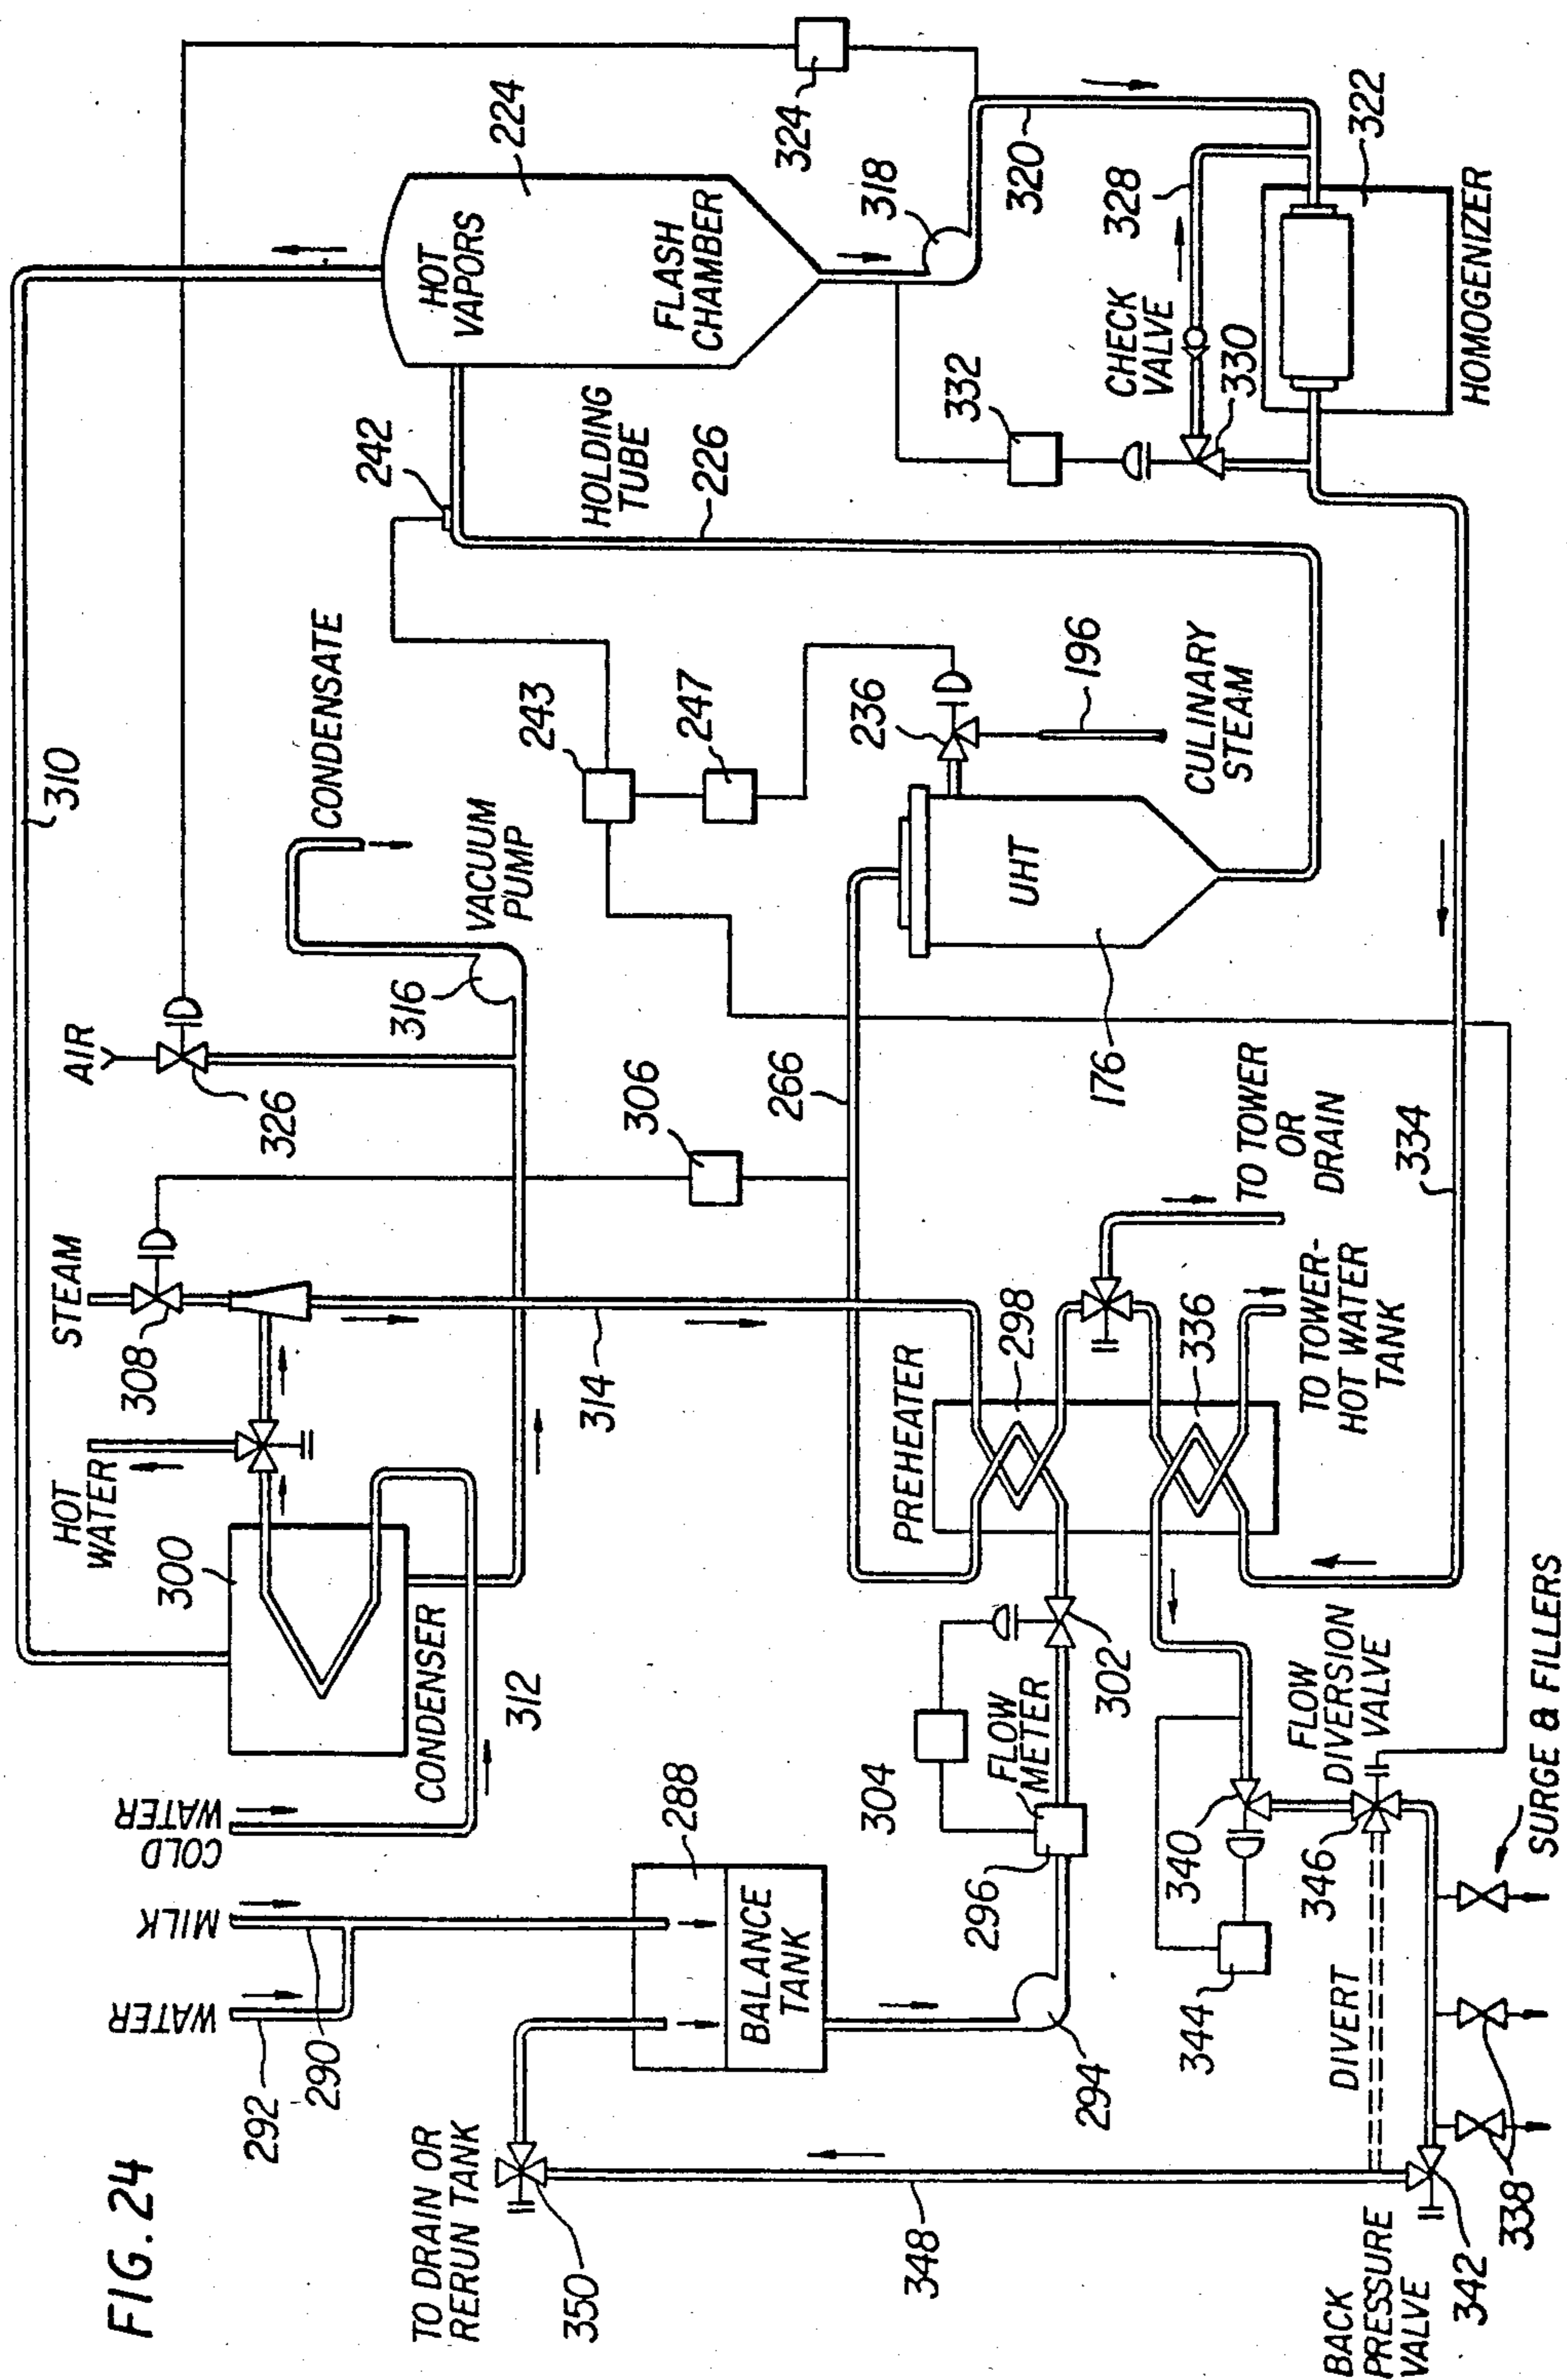 FIG. 24
WATER
MILK
COLD
WATER
HOT
WATER
STEAM
AIR
CONDENSATE
310
292
290
300
308
326
316
VACUUM
PUMP
CONDENSER
312
314
306
TO DRAIN OR
RERUN TANK
350
288
BALANCE
TANK
294
296
304
FLOW
METER
302
PREHEATER
298
336
266
243
247
236
242
HOLDING
TUBE
226
HOT
VAPORS
224
FLASH
CHAMBER
324
318
320
332
CHECK
VALVE
328
330
322
HOMOGENIZER
UHT
176
196
CULINARY
STEAM
TO TOWER
OR
DRAIN
TO TOWER-
HOT WATER
TANK
334
348
344
340
346
FLOW
DIVERSION
VALVE
DIVERT
BACK
PRESSURE
VALVE
342
338
SURGE & FILLERS